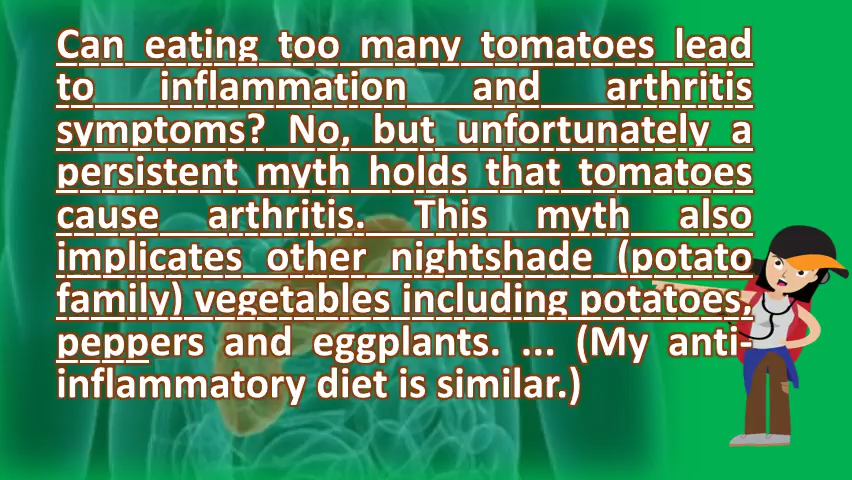 Can eating too many tomatoes lead
to inflammation and arthritis
symptoms? No, but unfortunately a
persistent myth holds that tomatoes
cause arthritis. This myth also
implicates other nightshade (potato
family) vegetables including potatoes,
peppers and eggplants. ... (My anti-
inflammatory diet is similar.)